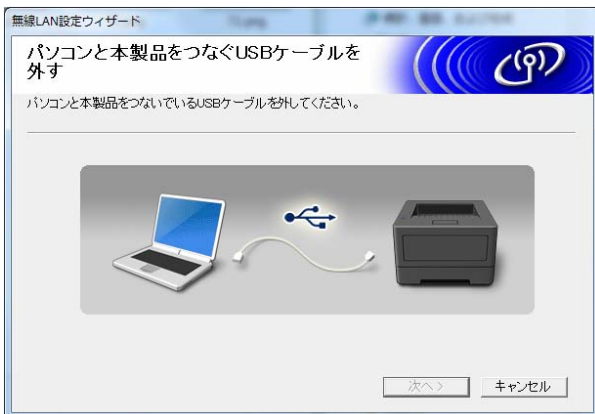 無線LAN設定ウィザード
パソコンと本製品をつなぐUSBケーブルを
外す
パソコンと本製品をつないでいるUSBケーブルを外してください。
次へ >
キャンセル